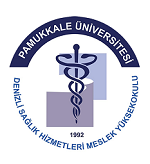 PAMUKKALE ÜNİVERSİTESİ
1992
DENİZLİ SAĞLIK HİZMETLERİ MESLEK YÜKSEKOKULU